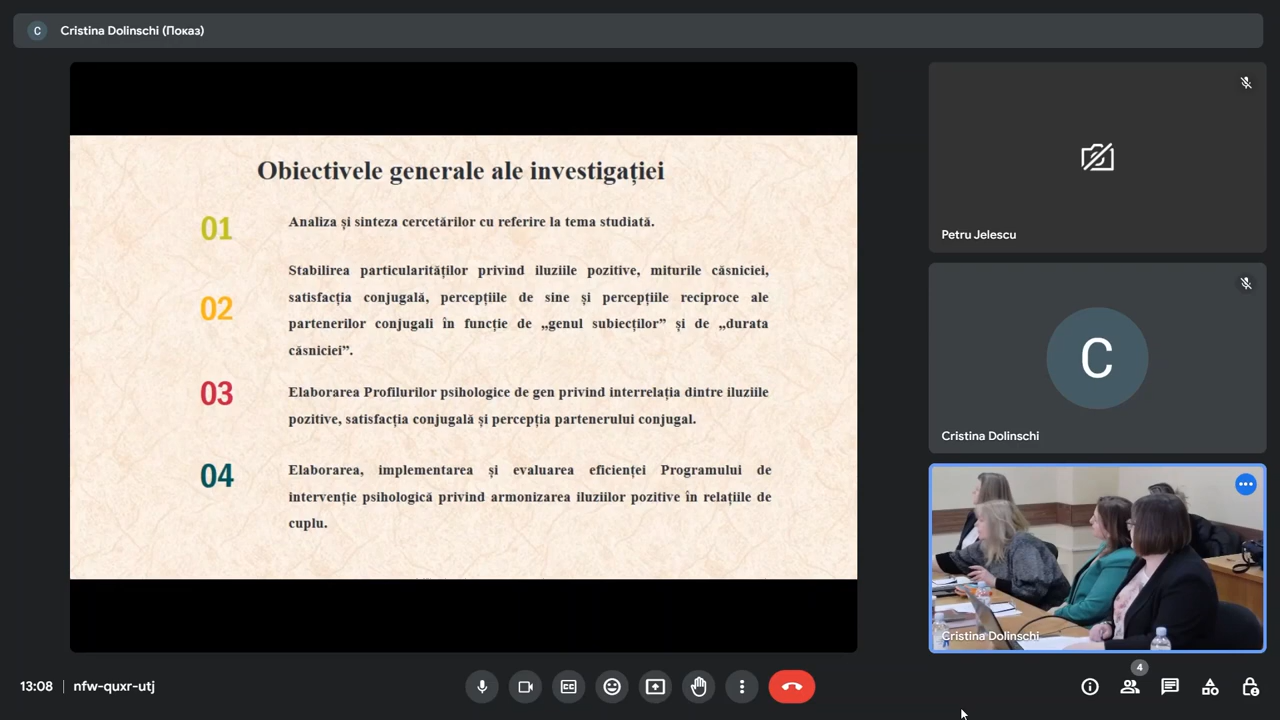 C Cristina Dolinschi (Показ)
Obiectivele generale ale investigației
01 Analiza și sinteza cercetărilor cu referire la tema studiată.
02 Stabilirea particularităților privind iluziile pozitive, miturile căsniciei,
satisfacția conjugală, percepțiile de sine și percepțiile reciproce ale
partenerilor conjugali în funcție de „genul subiecților” și de „durata
căsniciei”.
03 Elaborarea Profilurilor psihologice de gen privind interrelația dintre iluziile
pozitive, satisfacția conjugală și percepția partenerului conjugal.
04 Elaborarea, implementarea și evaluarea eficienței Programului de
intervenție psihologică privind armonizarea iluziilor pozitive în relațiile de
cuplu.
Petru Jelescu
C
Cristina Dolinschi
Cristina Dolinschi
13:08 | nfw-quxr-utj
CC
4